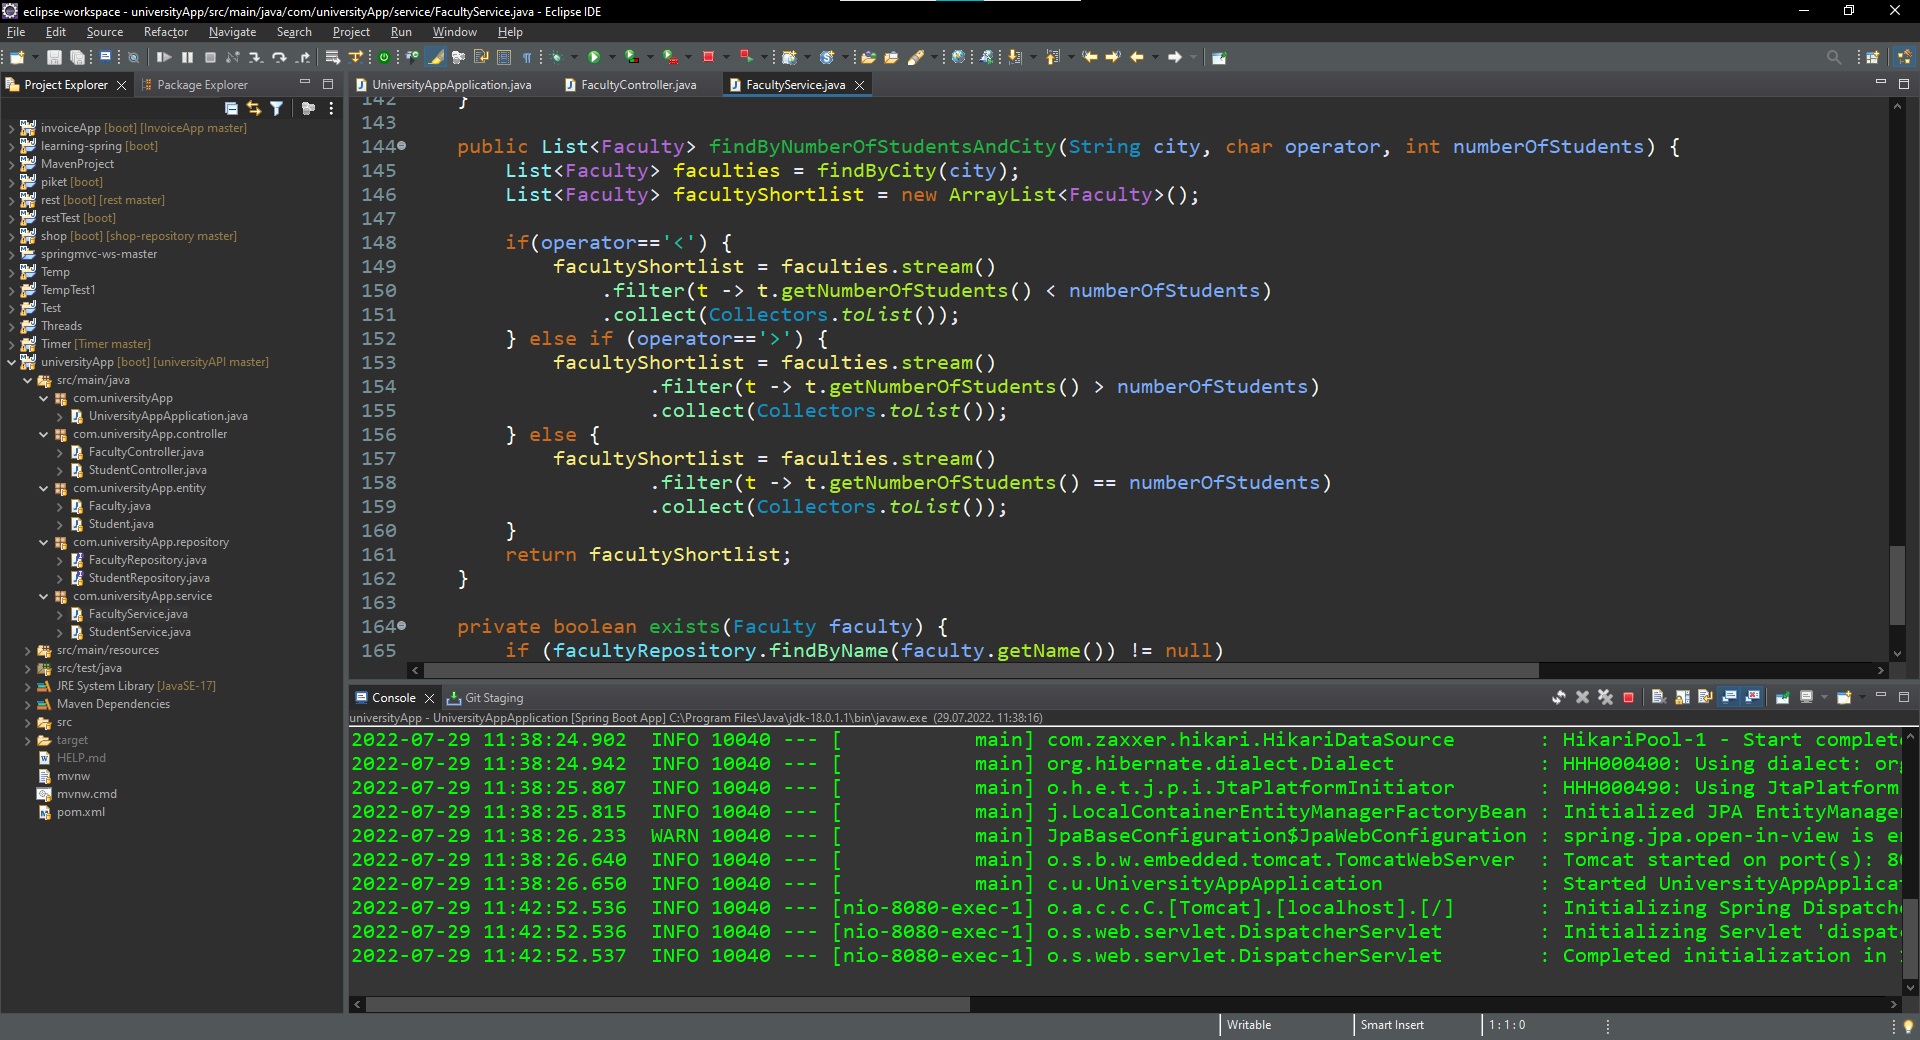 eclipse-workspace - universityApp/src/main/java/com/universityApp/service/FacultyService.java - Eclipse IDE
File Edit Source Refactor Navigate Search Project Run Window Help
Project Explorer
Package Explorer
invoiceApp [boot] [InvoiceApp master]
learning-spring [boot]
MavenProject
piket [boot]
rest [boot] [rest master]
restTest [boot]
shop [boot] [shop-repository master]
springmvc-ws-master
Temp
TempTest1
Test
Threads
Timer [Timer master]
universityApp [boot] [universityAPI master]
src/main/java
com.universityApp
UniversityAppApplication.java
com.universityApp.controller
FacultyController.java
StudentController.java
com.universityApp.entity
Faculty.java
Student.java
com.universityApp.repository
FacultyRepository.java
StudentRepository.java
com.universityApp.service
FacultyService.java
StudentService.java
src/main/resources
src/test/java
JRE System Library [JavaSE-17]
Maven Dependencies
src
target
HELP.md
mvnw
mvnw.cmd
pom.xml
UniversityAppApplication.java
FacultyController.java
FacultyService.java
142 }
143
144 public List<Faculty> findByNumberOfStudentsAndCity(String city, char operator, int numberOfStudents) {
145 List<Faculty> faculties = findByCity(city);
146 List<Faculty> facultyShortlist = new ArrayList<Faculty>();
147
148 if(operator=='<') {
149 facultyShortlist = faculties.stream()
150 .filter(t -> t.getNumberOfStudents() < numberOfStudents)
151 .collect(Collectors.toList());
152 } else if (operator=='>') {
153 facultyShortlist = faculties.stream()
154 .filter(t -> t.getNumberOfStudents() > numberOfStudents)
155 .collect(Collectors.toList());
156 } else {
157 facultyShortlist = faculties.stream()
158 .filter(t -> t.getNumberOfStudents() == numberOfStudents)
159 .collect(Collectors.toList());
160 }
161 return facultyShortlist;
162 }
163
164 private boolean exists(Faculty faculty) {
165 if (facultyRepository.findByName(faculty.getName()) != null)
Console
Git Staging
universityApp - UniversityAppApplication [Spring Boot App] C:\Program Files\Java\jdk-18.0.1.1\bin\javaw.exe (29.07.2022. 11:38:16)
2022-07-29 11:38:24.902 INFO 10040 --- [ main] com.zaxxer.hikari.HikariDataSource : HikariPool-1 - Start complet
2022-07-29 11:38:24.942 INFO 10040 --- [ main] org.hibernate.dialect.Dialect : HHH000400: Using dialect: or
2022-07-29 11:38:25.807 INFO 10040 --- [ main] o.h.e.t.j.p.i.JtaPlatformInitiator : HHH000490: Using JtaPlatform
2022-07-29 11:38:25.815 INFO 10040 --- [ main] j.LocalContainerEntityManagerFactoryBean : Initialized JPA EntityManager
2022-07-29 11:38:26.233 WARN 10040 --- [ main] JpaBaseConfiguration$JpaWebConfiguration : spring.jpa.open-in-view is e
2022-07-29 11:38:26.640 INFO 10040 --- [ main] o.s.b.w.embedded.tomcat.TomcatWebServer : Tomcat started on port(s): 8
2022-07-29 11:38:26.650 INFO 10040 --- [ main] c.u.UniversityAppApplication : Started UniversityAppApplica
2022-07-29 11:42:52.536 INFO 10040 --- [nio-8080-exec-1] o.a.c.c.C.[Tomcat].[localhost].[/] : Initializing Spring Dispatch
2022-07-29 11:42:52.536 INFO 10040 --- [nio-8080-exec-1] o.s.web.servlet.DispatcherServlet : Initializing Servlet 'dispat
2022-07-29 11:42:52.537 INFO 10040 --- [nio-8080-exec-1] o.s.web.servlet.DispatcherServlet : Completed initialization in
Writable
Smart Insert
1 : 1 : 0